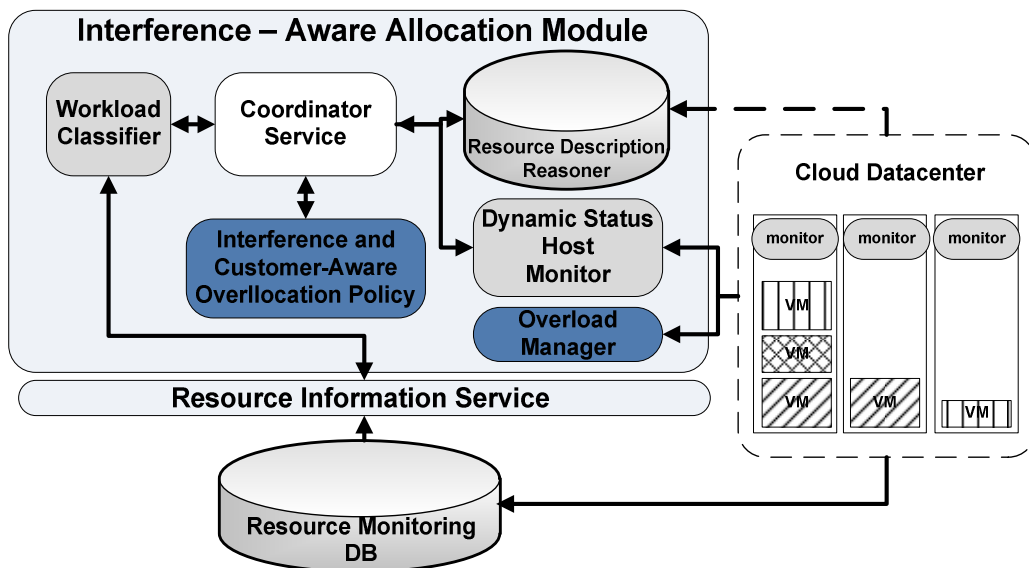 Interference – Aware Allocation Module
Workload
Classifier
Coordinator
Service
Resource Description
Reasoner
Interference and
Customer-Aware
Overllocation Policy
Dynamic Status
Host
Monitor
Overload
Manager
Cloud Datacenter
monitor
monitor
monitor
VM
VM
VM
VM
VM
Resource Information Service
Resource Monitoring
DB